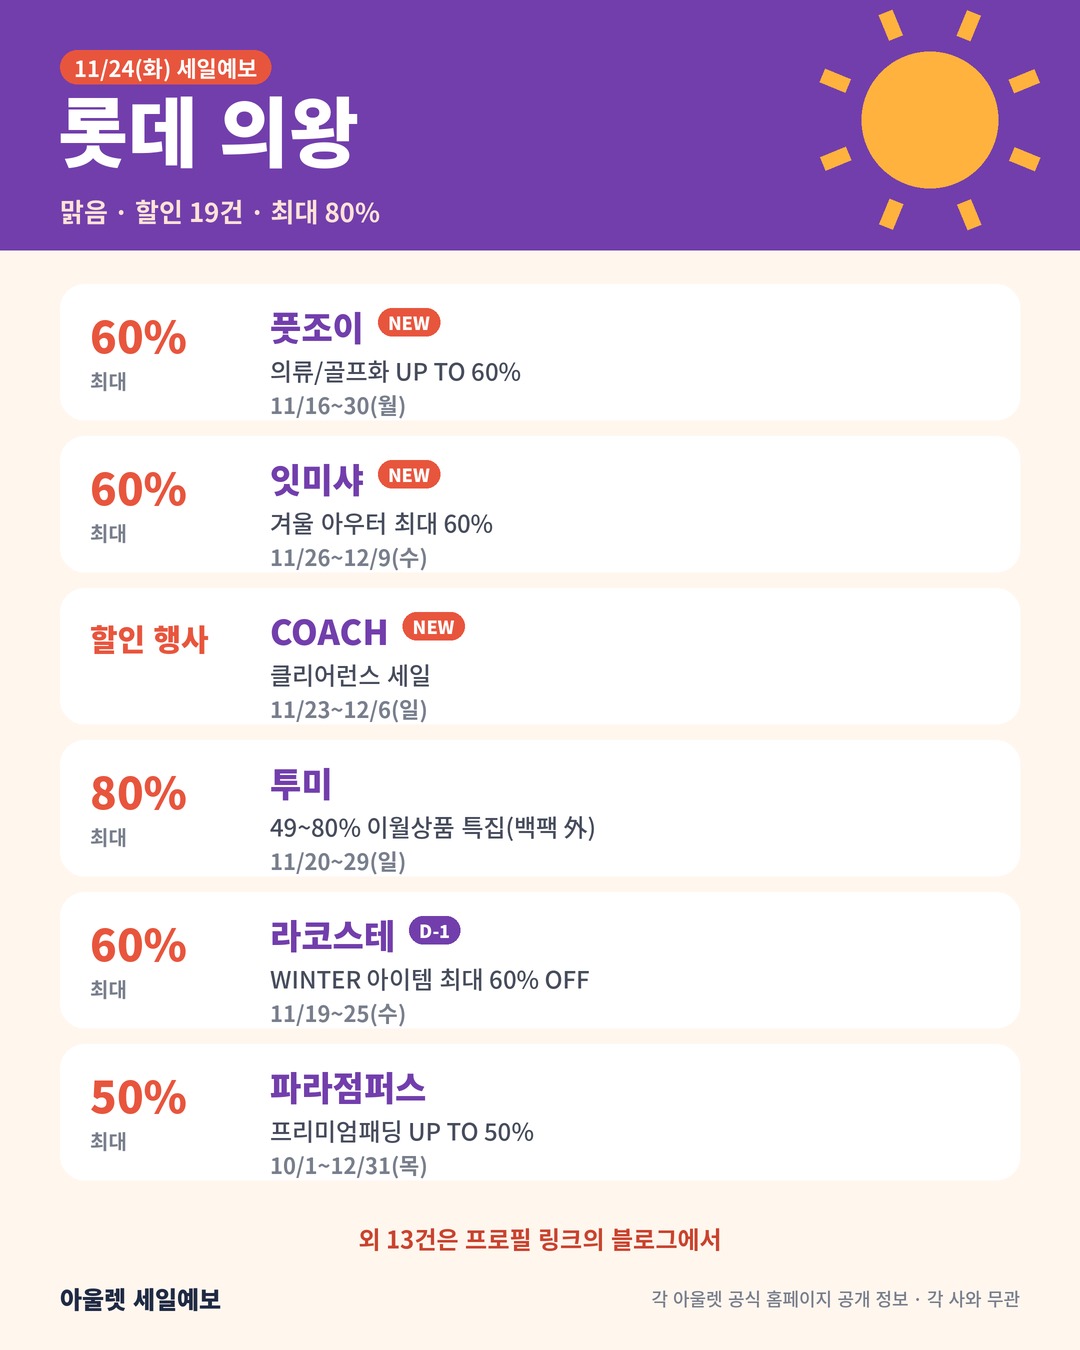 11/24(화) 세일예보
롯데 의왕
맑음 · 할인 19건 · 최대 80%
60%
최대
풋조이 NEW
의류/골프화 UP TO 60%
11/16~30(월)
60%
최대
잇미샤 NEW
겨울 아우터 최대 60%
11/26~12/9(수)
할인 행사
COACH NEW
클리어런스 세일
11/23~12/6(일)
80%
최대
투미
49~80% 이월상품 특집(백팩 外)
11/20~29(일)
60%
최대
라코스테 D-1
WINTER 아이템 최대 60% OFF
11/19~25(수)
50%
최대
파라점퍼스
프리미엄패딩 UP TO 50%
10/1~12/31(목)
외 13건은 프로필 링크의 블로그에서
아울렛 세일예보
각 아울렛 공식 홈페이지 공개 정보 · 각 사와 무관